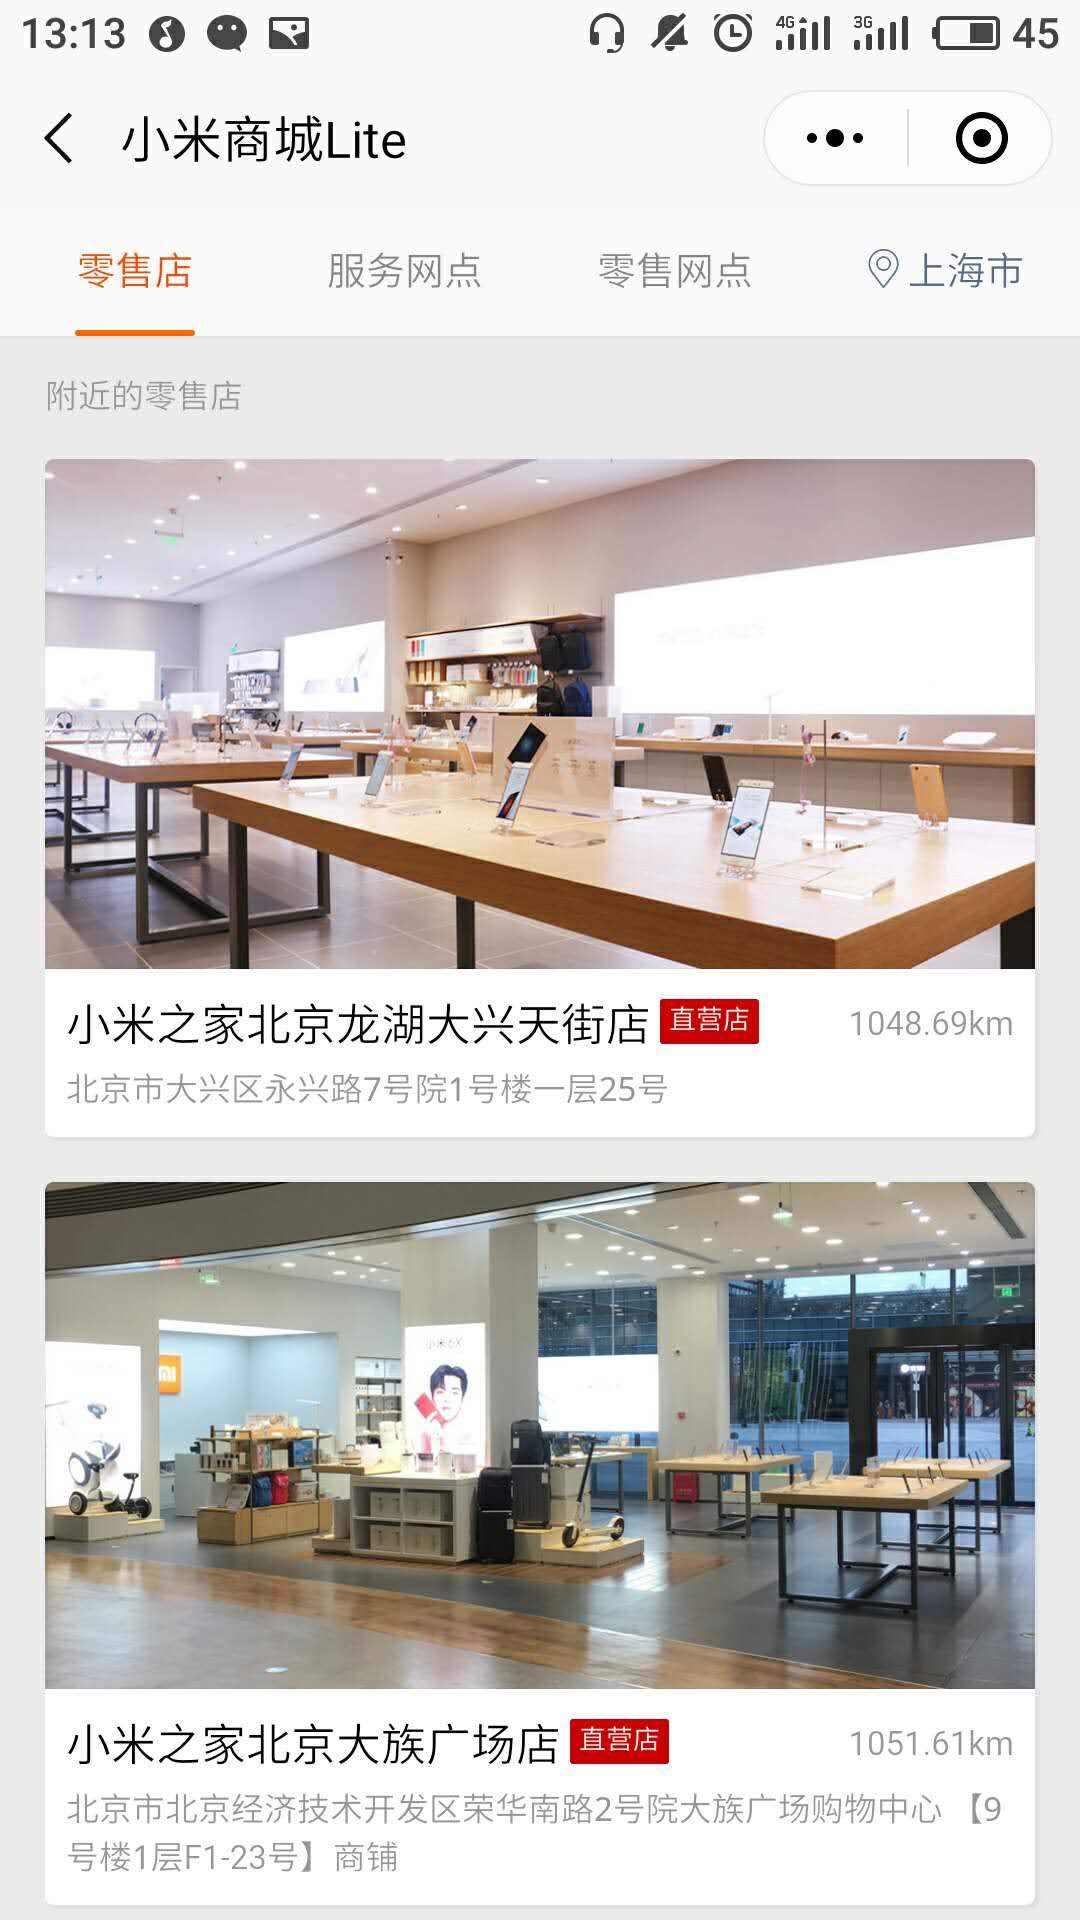 13:13 4G 3G 45
小米商城Lite
零售店 服务网点 零售网点 上海市
附近的零售店
小米之家北京龙湖大兴天街店 直营店 1048.69km
北京市大兴区永兴路7号院1号楼一层25号
小米6X
mi
小米之家北京大族广场店 直营店 1051.61km
北京市北京经济技术开发区荣华南路2号院大族广场购物中心 【9
号楼1层F1-23号】商铺